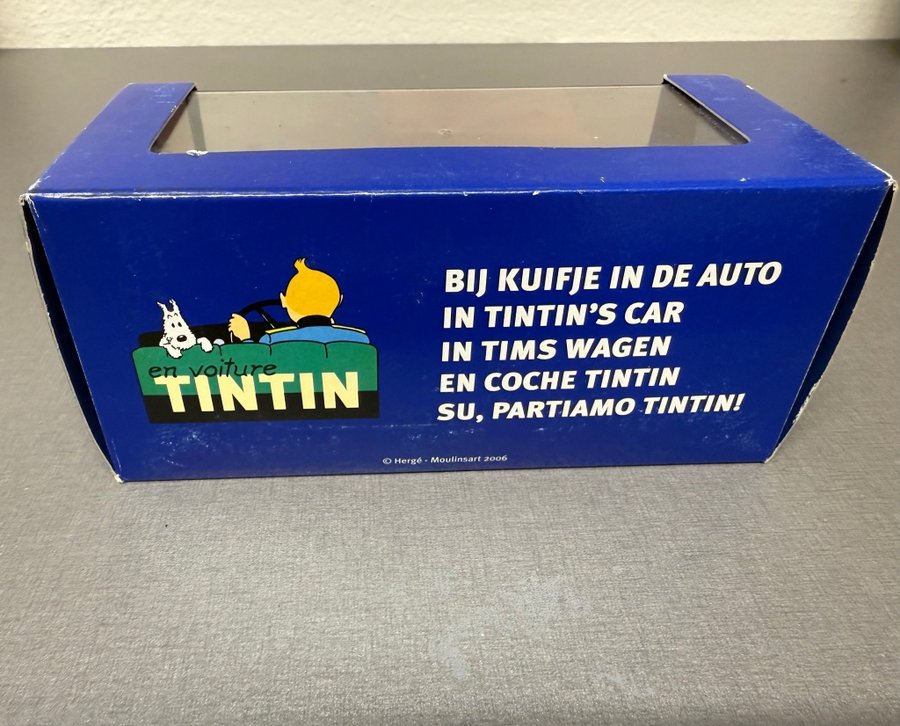 en voiture
TINTIN
BIJ KUIFJE IN DE AUTO
IN TINTIN'S CAR
IN TIMS WAGEN
EN COCHE TINTIN
SU, PARTIAMO TINTIN!
© Hergé - Moulinsart 2006